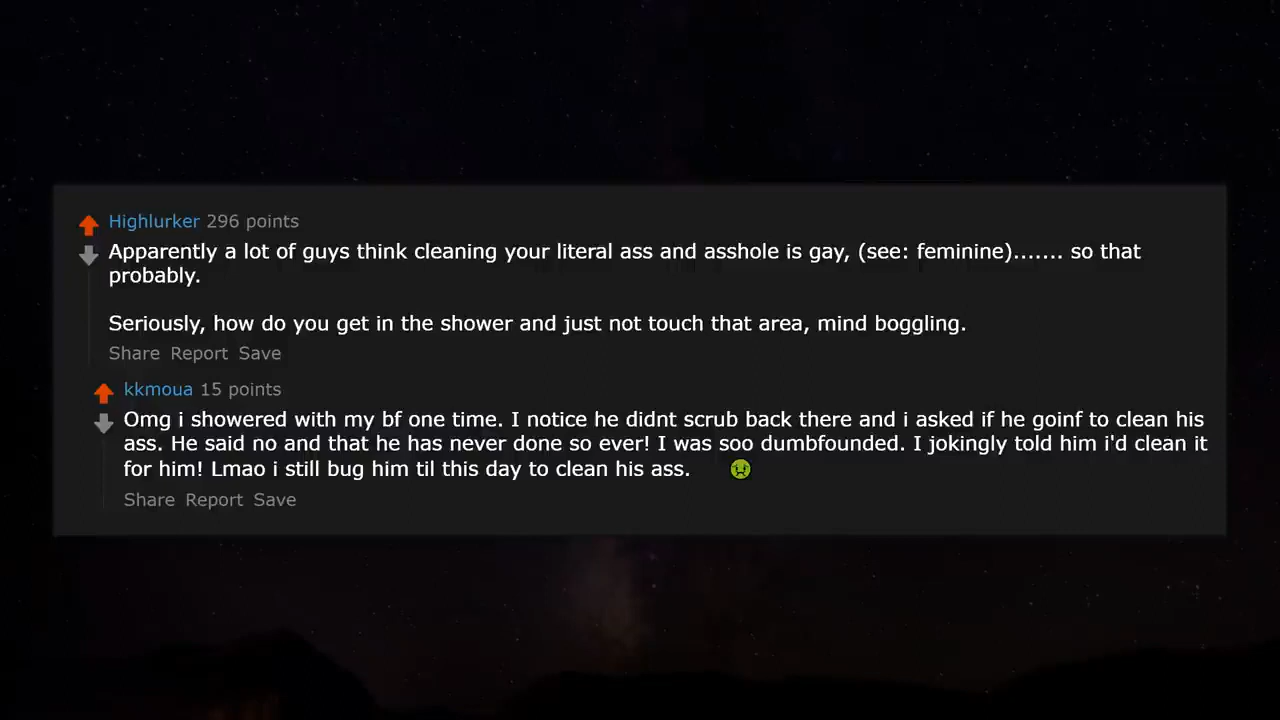 Highlurker 296 points
Apparently a lot of guys think cleaning your literal ass and asshole is gay, (see: feminine)....... so that
probably.
Seriously, how do you get in the shower and just not touch that area, mind boggling.
Share Report Save
kkmoua 15 points
Omg i showered with my bf one time. I notice he didnt scrub back there and i asked if he goinf to clean his
ass. He said no and that he has never done so ever! I was soo dumbfounded. I jokingly told him i'd clean it
for him! Lmao i still bug him til this day to clean his ass.
Share Report Save